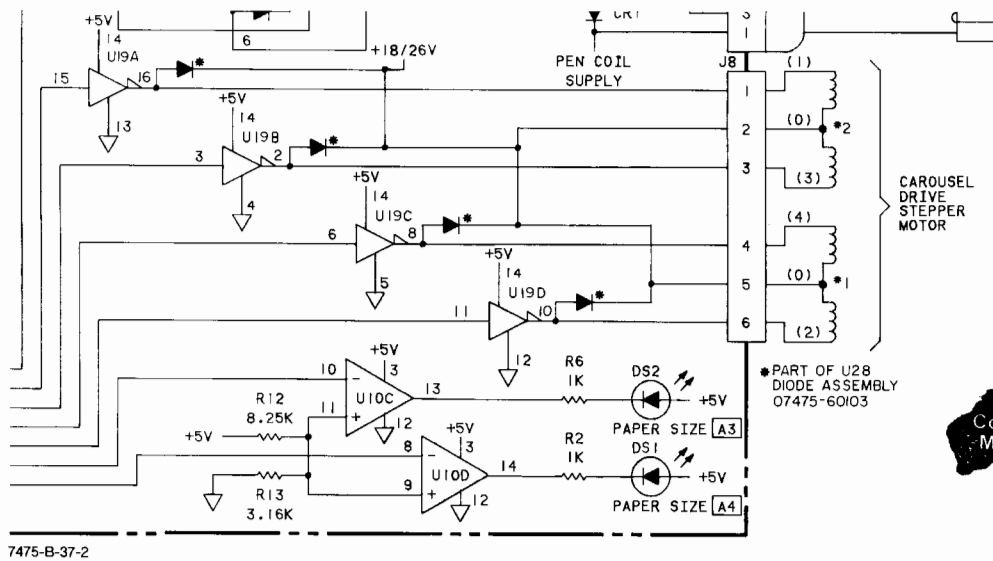 3
1
CR1
+5V
6
14
U19A
+18/26V
PEN COIL
SUPPLY
J8
15
16
13
1
(1)
+5V
14
U19B
2
(0)
*2
3
2
3
(3)
4
+5V
14
U19C
CAROUSEL
DRIVE
STEPPER
MOTOR
6
8
4
(4)
+5V
14
U19D
5
5
(0)
*1
11
10
6
(2)
12
+5V
3
10
U10C
13
R6
1K
DS2
+5V
*PART OF U28
DIODE ASSEMBLY
07475-60103
R12
8.25K
11
12
PAPER SIZE A3
+5V
+5V
3
8
U10D
14
R2
1K
DS1
+5V
9
12
R13
3.16K
PAPER SIZE A4
7475-B-37-2